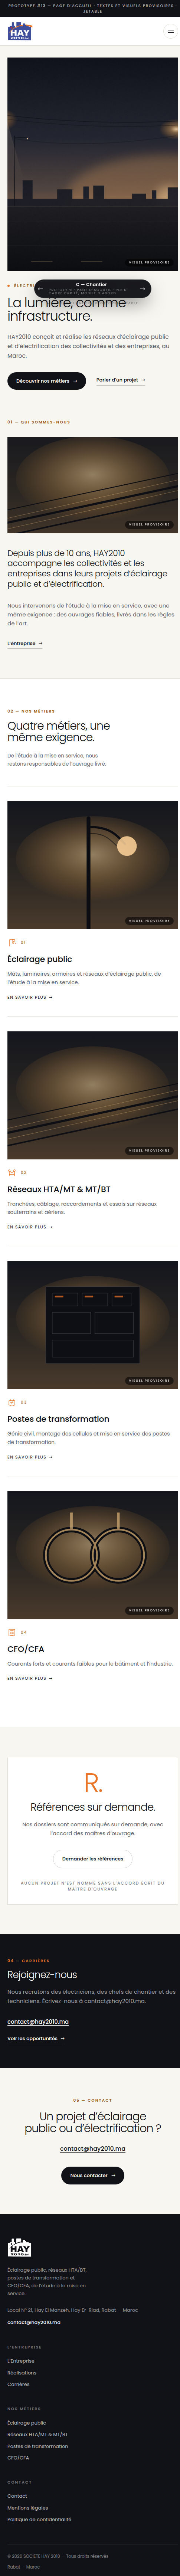 PROTOTYPE #13 — PAGE D'ACCUEIL · TEXTES ET VISUELS PROVISOIRES ·
JETABLE
HAY
2010
VISUEL PROVISOIRE
ÉLECTR
← C — Chantier →
La lumière, comme
infrastructure.
HAY2010 conçoit et réalise les réseaux d'éclairage public
et d'électrification des collectivités et des entreprises, au
Maroc.
Découvrir nos métiers →
Parler d'un projet →
01 — QUI SOMMES-NOUS
VISUEL PROVISOIRE
Depuis plus de 10 ans, HAY2010
accompagne les collectivités et les
entreprises dans leurs projets d'éclairage
public et d'électrification.
Nous intervenons de l'étude à la mise en service, avec une
même exigence : des ouvrages fiables, livrés dans les règles
de l'art.
L'entreprise →
02 — NOS MÉTIERS
Quatre métiers, une
même exigence.
De l'étude à la mise en service, nous
restons responsables de l'ouvrage livré.
VISUEL PROVISOIRE
01
Éclairage public
Mâts, luminaires, armoires et réseaux d'éclairage public, de
l'étude à la mise en service.
EN SAVOIR PLUS →
VISUEL PROVISOIRE
02
Réseaux HTA/MT & MT/BT
Tranchées, câblage, raccordements et essais sur réseaux
souterrains et aériens.
EN SAVOIR PLUS →
VISUEL PROVISOIRE
03
Postes de transformation
Génie civil, montage des cellules et mise en service des postes
de transformation.
EN SAVOIR PLUS →
VISUEL PROVISOIRE
04
CFO/CFA
Courants forts et courants faibles pour le bâtiment et l'industrie.
EN SAVOIR PLUS →
R.
Références sur demande.
Nos dossiers sont communiqués sur demande, avec
l'accord des maîtres d'ouvrage.
Demander les références
AUCUN PROJET N'EST NOMMÉ SANS L'ACCORD ÉCRIT DU
MAÎTRE D'OUVRAGE
04 — CARRIÈRES
Rejoignez-nous
Nous recrutons des électriciens, des chefs de chantier et des
techniciens. Écrivez-nous à contact@hay2010.ma.
contact@hay2010.ma
Voir les opportunités →
05 — CONTACT
Un projet d'éclairage
public ou d'électrification ?
contact@hay2010.ma
Nous contacter →
HAY
2010
Éclairage public, réseaux HTA/BT,
postes de transformation et
CFO/CFA, de l'étude à la mise en
service.
Local N° 21, Hay El Manzeh, Hay Er-Riad, Rabat — Maroc
contact@hay2010.ma
L'ENTREPRISE
L'Entreprise
Réalisations
Carrières
NOS MÉTIERS
Éclairage public
Réseaux HTA/MT & MT/BT
Postes de transformation
CFO/CFA
CONTACT
Contact
Mentions légales
Politique de confidentialité
© 2026 SOCIETE HAY 2010 — Tous droits réservés
Rabat — Maroc